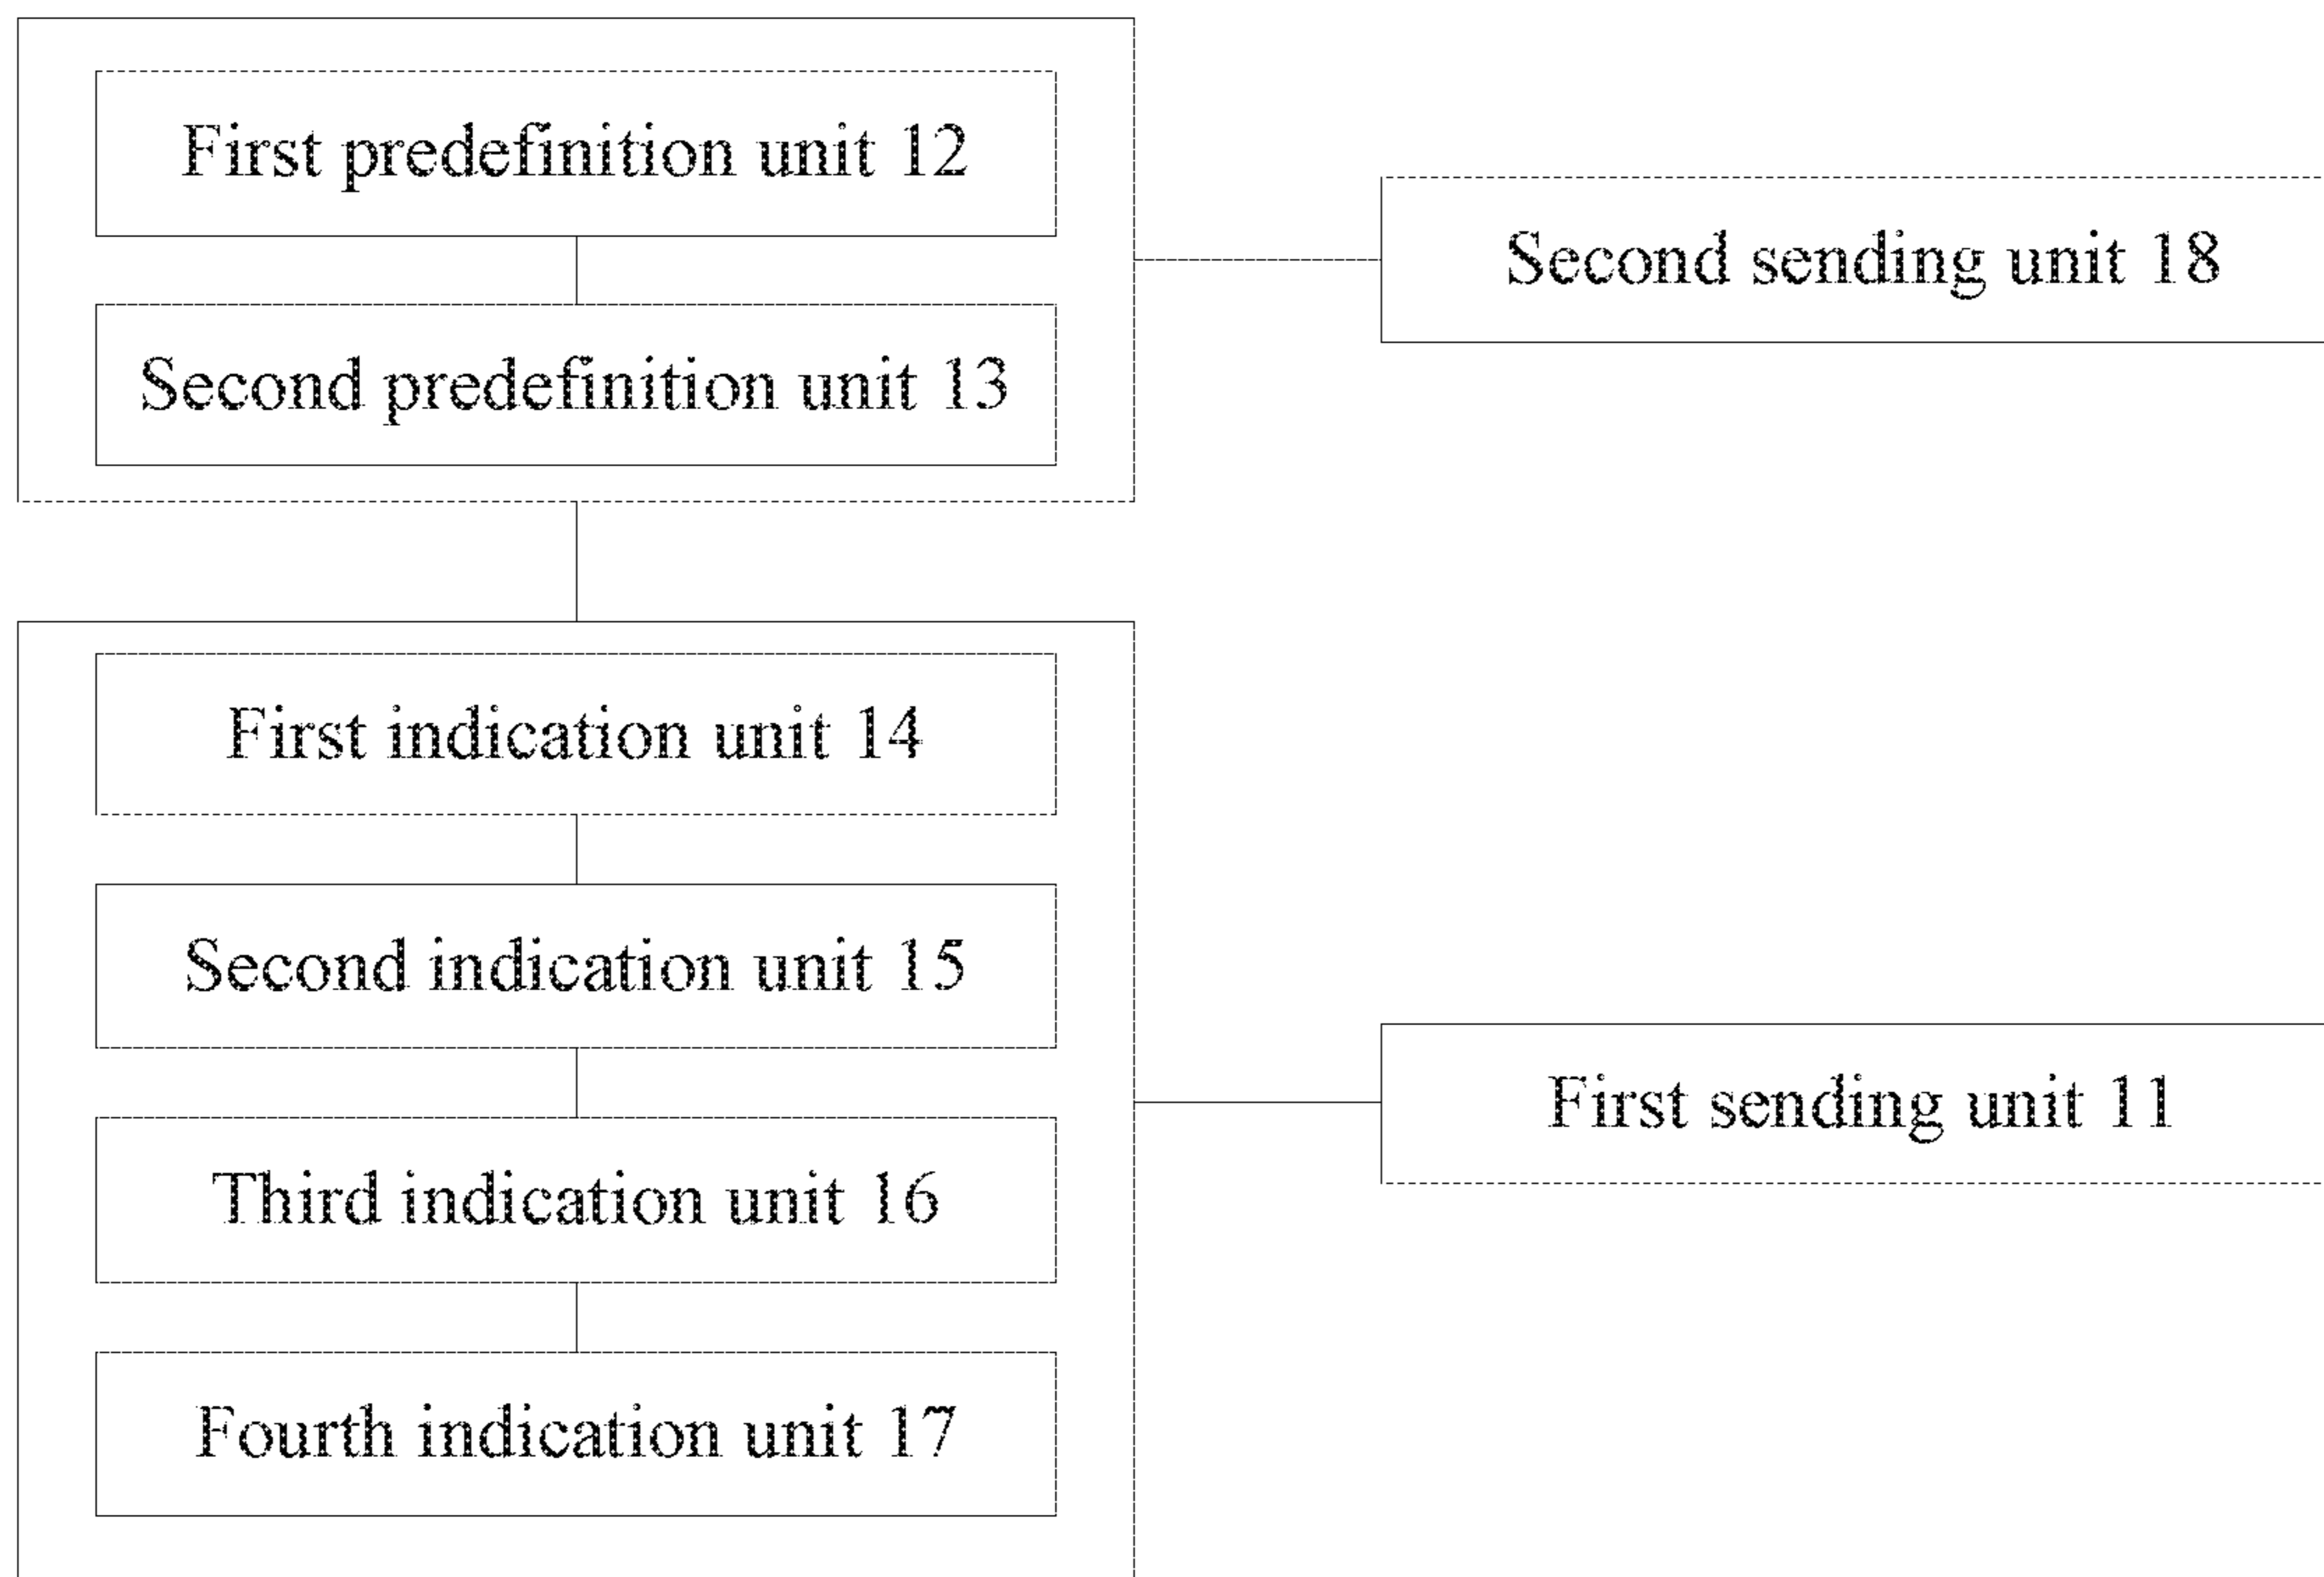 First predefinition unit 12
Second sending unit 18
Second predefinition unit 13
First indication unit 14
Second indication unit 15
First sending unit 11
Third indication unit 16
Fourth indication unit 17